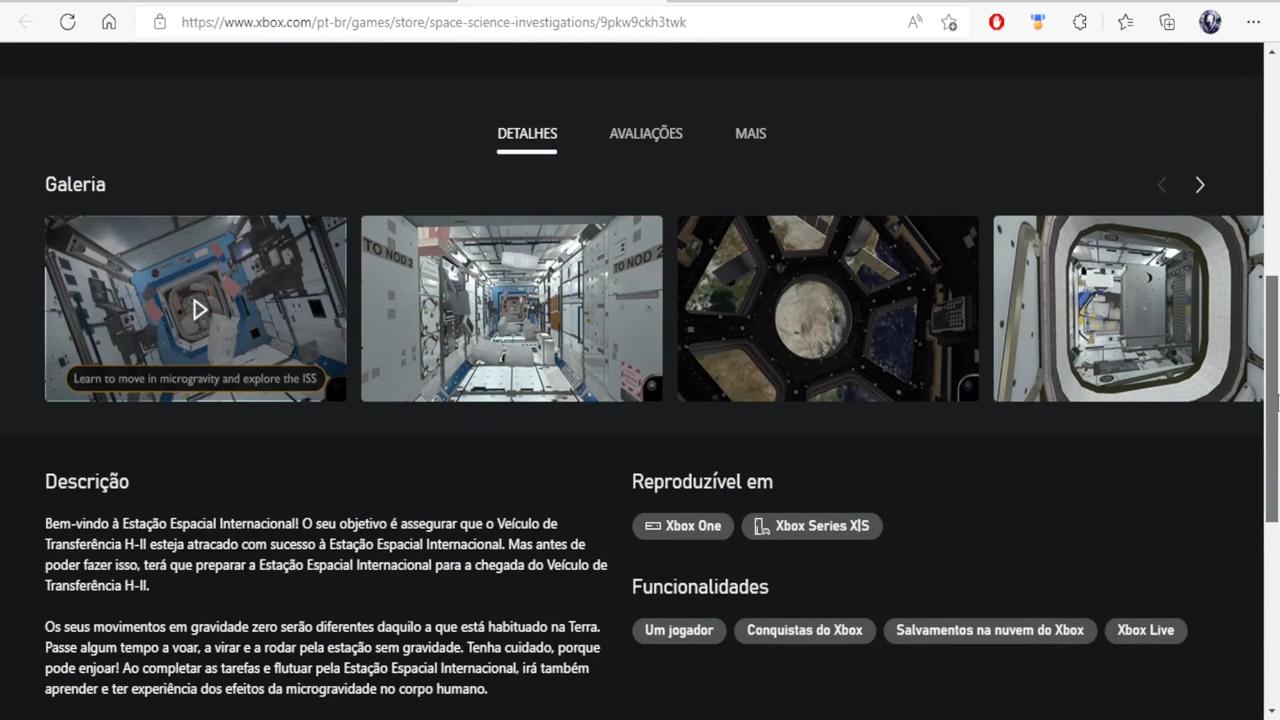 https://www.xbox.com/pt-br/games/store/space-science-investigations/9pkw9ckh3twk
DETALHES
AVALIAÇÕES
MAIS
Galeria
Learn to move in microgravity and explore the ISS
TO NOD 2
TO NOD 2
Descrição
Bem-vindo à Estação Espacial Internacional! O seu objetivo é assegurar que o Veículo de
Transferência H-II esteja atracado com sucesso à Estação Espacial Internacional. Mas antes de
poder fazer isso, terá que preparar a Estação Espacial Internacional para a chegada do Veículo de
Transferência H-II.
Os seus movimentos em gravidade zero serão diferentes daquilo a que está habituado na Terra.
Passe algum tempo a voar, a virar e a rodar pela estação sem gravidade. Tenha cuidado, porque
pode enjoar! Ao completar as tarefas e flutuar pela Estação Espacial Internacional, irá também
aprender e ter experiência dos efeitos da microgravidade no corpo humano.
Reproduzível em
Xbox One
Xbox Series X|S
Funcionalidades
Um jogador
Conquistas do Xbox
Salvamentos na nuvem do Xbox
Xbox Live